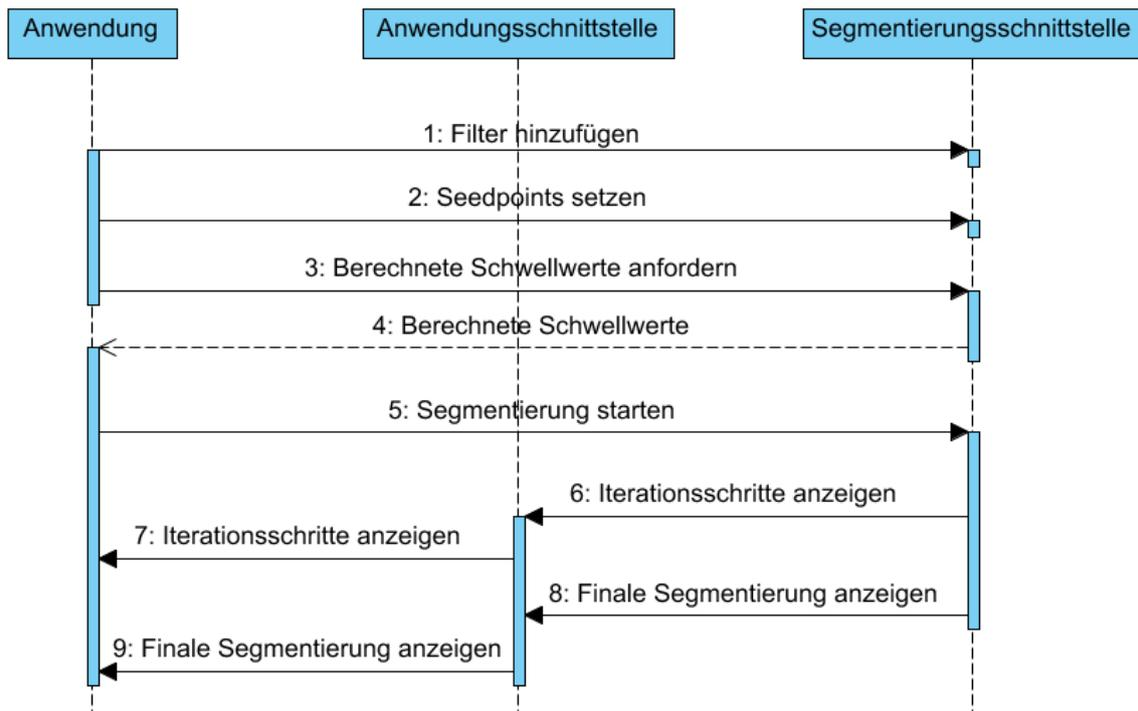 Anwendung
Anwendungsschnittstelle
Segmentierungsschnittstelle
1: Filter hinzufügen
2: Seedpoints setzen
3: Berechnete Schwellwerte anfordern
4: Berechnete Schwellwerte
5: Segmentierung starten
6: Iterationsschritte anzeigen
7: Iterationsschritte anzeigen
8: Finale Segmentierung anzeigen
9: Finale Segmentierung anzeigen